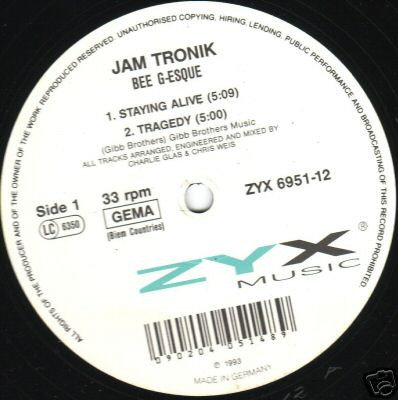 ALL RIGHTS OF THE PRODUCER AND OF THE OWNER OF THE WORK REPRODUCED RESERVED. UNAUTHORISED COPYING, HIRING, LENDING, PUBLIC PERFORMANCE AND BROADCASTING OF THIS RECORD PROHIBITED.
JAM TRONIK
BEE G-ESQUE
1. STAYING ALIVE (5:09)
2. TRAGEDY (5:00)
(Gibb Brothers) Gibb Brothers Music
ALL TRACKS ARRANGED, ENGINEERED AND MIXED BY
CHARLIE GLAS & CHRIS WEIS
Side 1
33 rpm
ZYX 6951-12
LC 6350
GEMA
(Biem Countries)
ZYX®
MUSIC
090204 051489
℗ 1993
MADE IN GERMANY